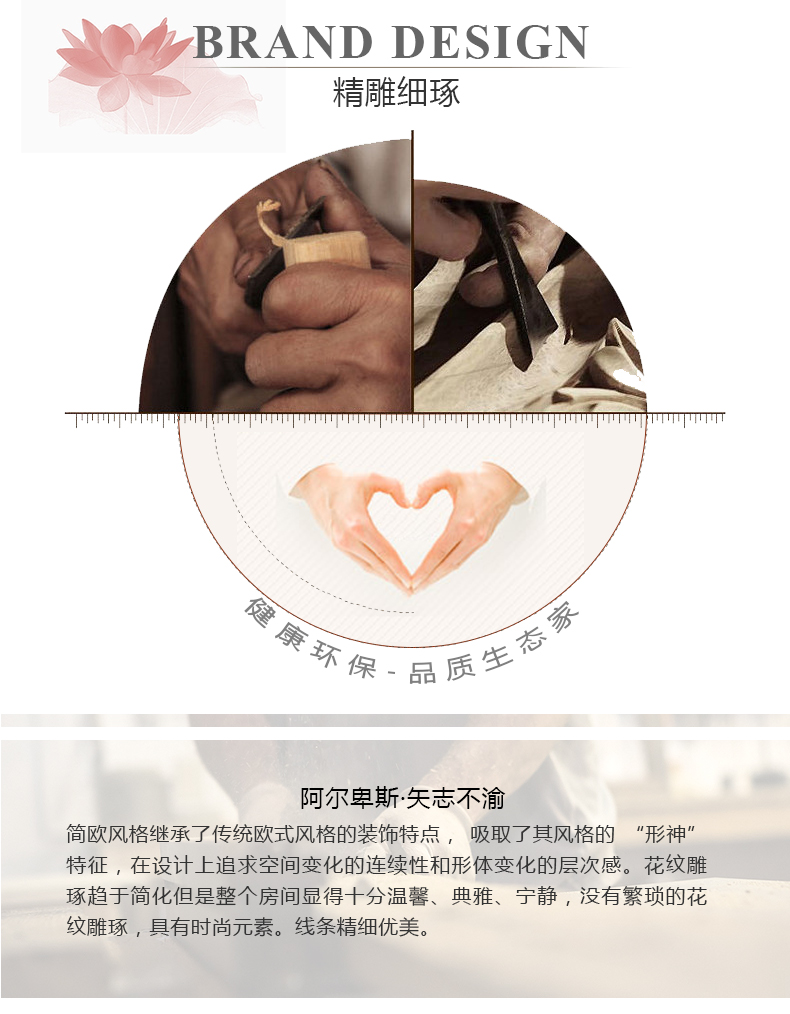 BRAND DESIGN
精雕细琢
健康环保-品质生态家
阿尔卑斯·矢志不渝
简欧风格继承了传统欧式风格的装饰特点， 吸取了其风格的 “形神”
特征，在设计上追求空间变化的连续性和形体变化的层次感。花纹雕
琢趋于简化但是整个房间显得十分温馨、典雅、宁静，没有繁琐的花
纹雕琢，具有时尚元素。线条精细优美。